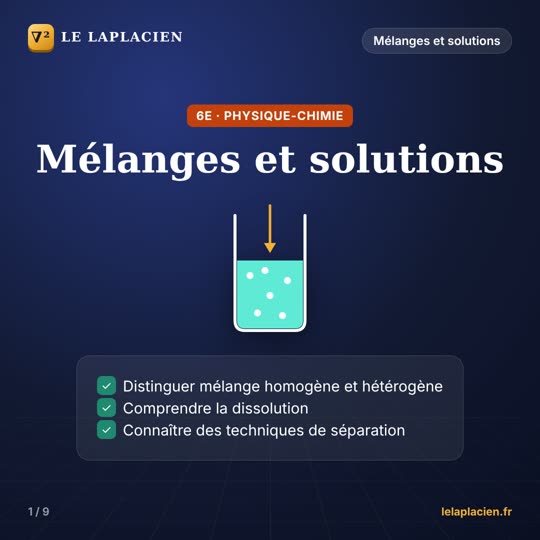 ∇² LE LAPLACIEN
Mélanges et solutions
6E · PHYSIQUE-CHIMIE
Mélanges et solutions
Distinguer mélange homogène et hétérogène
Comprendre la dissolution
Connaître des techniques de séparation
1 / 9
lelaplacien.fr